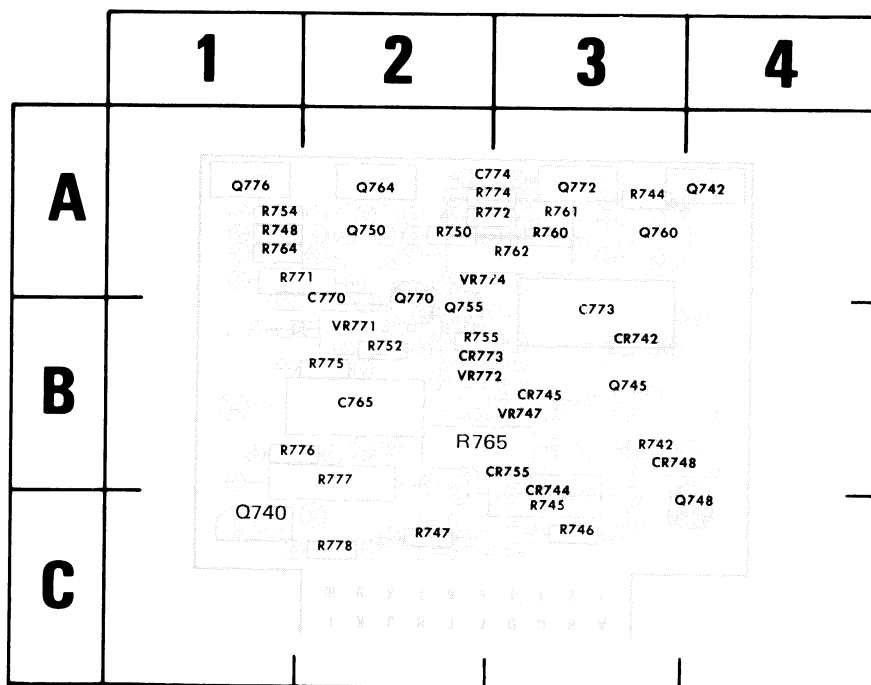 1 2 3 4
A
C774
Q776 Q764 R774 Q772 R744 Q742
R754 R772 R761
R748 Q750 R750 R760 Q760
R764 R762
R771 VR774
C770 Q770 Q755 C773
B
VR771 R755 CR742
R752 CR773
R775 VR772 Q745
C765 CR745
VR747
R776 R765 R742
R777 CR755 CR748
CR744 Q748
C
Q740 R745
R778 R747 R746